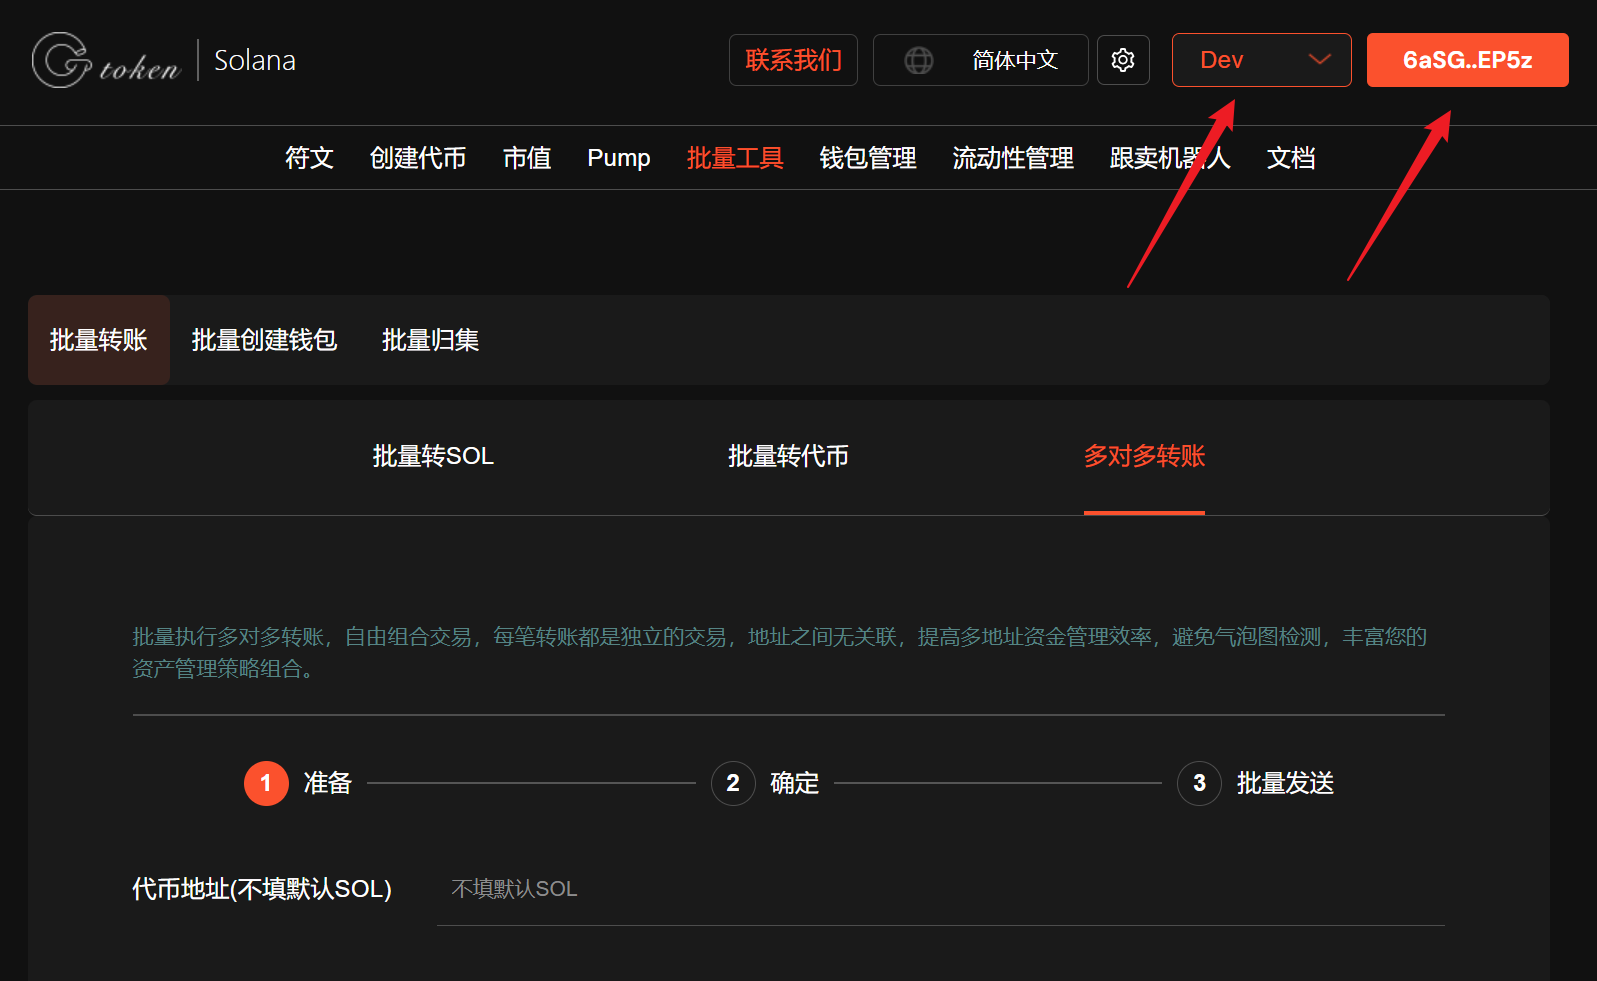 Gtoken | Solana
联系我们 简体中文 Dev 6aSG..EP5z
符文 创建代币 市值 Pump 批量工具 钱包管理 流动性管理 跟卖机器人 文档
批量转账 批量创建钱包 批量归集
批量转SOL 批量转代币 多对多转账
批量执行多对多转账，自由组合交易，每笔转账都是独立的交易，地址之间无关联，提高多地址资金管理效率，避免气泡图检测，丰富您的
资产管理策略组合。
1 准备 2 确定 3 批量发送
代币地址(不填默认SOL) 不填默认SOL